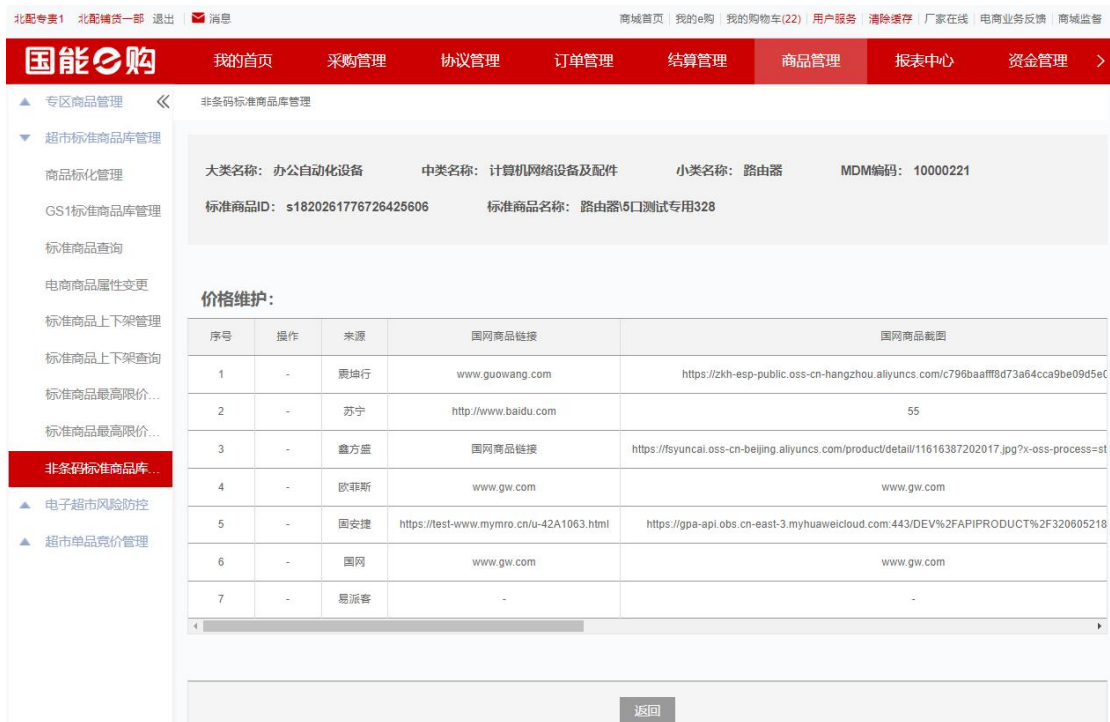 北配专责1 北配铺货一部 退出 消息 商城首页 我的e购 我的购物车(22) 用户服务 清除缓存 厂家在线 电商业务反馈 商城监督
国能e购 我的首页 采购管理 协议管理 订单管理 结算管理 商品管理 报表中心 资金管理
专区商品管理
非条码标准商品库管理
超市标准商品库管理
商品标化管理
GS1标准商品库管理
标准商品查询
电商商品属性变更
标准商品上下架管理
标准商品上下架查询
标准商品最高限价...
标准商品最高限价...
非条码标准商品库...
电子超市风险防控
超市单品竞价管理
大类名称： 办公自动化设备 中类名称： 计算机网络设备及配件 小类名称： 路由器 MDM编码： 10000221
标准商品ID： s1820261776726425606 标准商品名称： 路由器\5口测试专用328
价格维护：
序号 操作 来源 国网商品链接 国网商品截图
1 - 震坤行 www.guowang.com https://zkh-esp-public.oss-cn-hangzhou.aliyuncs.com/c796baafff8d73a64cca9be09d5e0
2 - 苏宁 http://www.baidu.com 55
3 - 鑫方盛 国网商品链接 https://fsyuncai.oss-cn-beijing.aliyuncs.com/product/detail/11616387202017.jpg?x-oss-process=st
4 - 欧菲斯 www.gw.com www.gw.com
5 - 固安捷 https://test-www.mymro.cn/u-42A1063.html https://gpa-api.obs.cn-east-3.myhuaweicloud.com:443/DEV%2FAPIPRODUCT%2F320605218
6 - 国网 www.gw.com www.gw.com
7 - 易派客 - -
返回